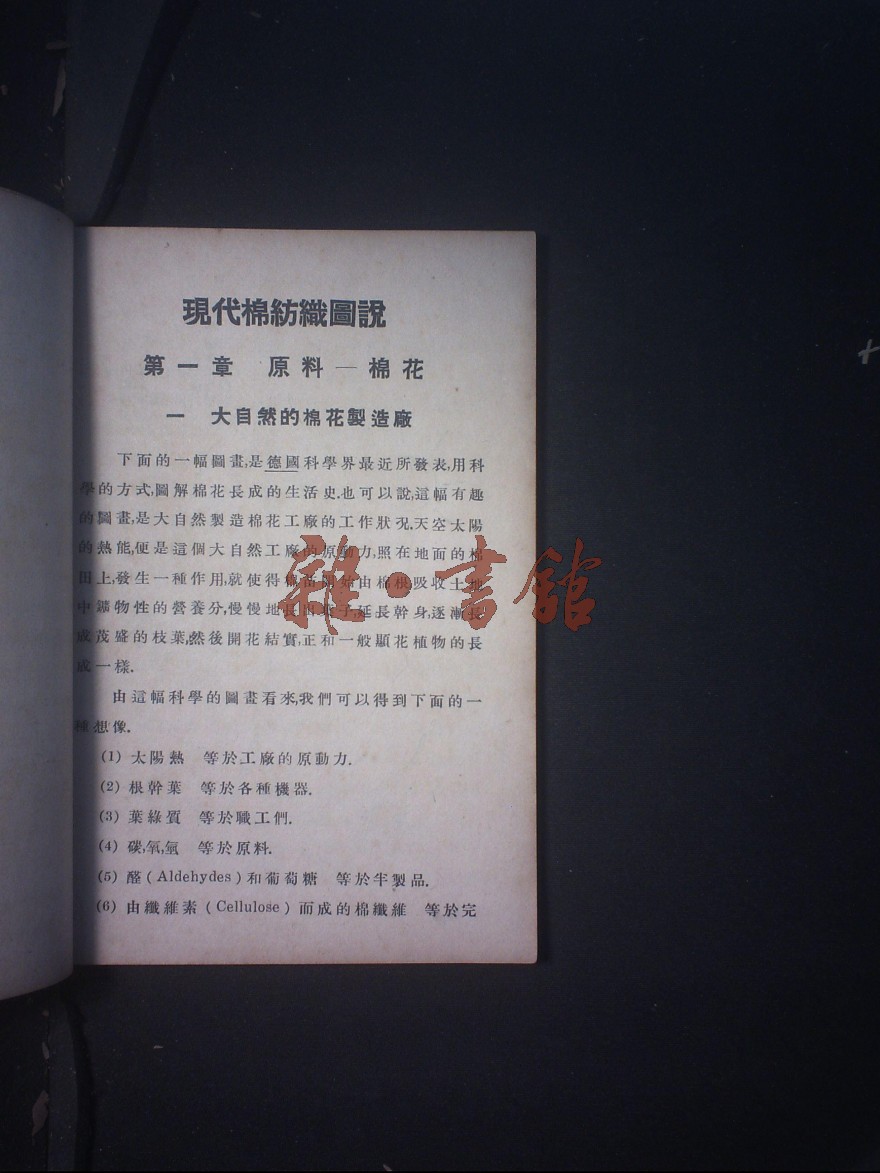 現代棉紡織圖說
第一章 原料—棉花
一 大自然的棉花製造廠
下面的一幅圖畫,是德國科學界最近所發表,用科
學的方式,圖解棉花長成的生活史.也可以說,這幅有趣
的圖畫,是大自然製造棉花工廠的工作狀況,天空太陽
的熱能,便是這個大自然工廠的原動力,照在地面的棉
田上,發生一種作用,就使得棉苗開始由棉根,吸收土地
中鑛物性的營養分,慢慢地長出葉子,延長幹身,逐漸長
成茂盛的枝葉,然後開花結實,正和一般顯花植物的長
成一樣.
由這幅科學的圖畫看來,我們可以得到下面的一
種想像.
(1) 太陽熱 等於工廠的原動力.
(2) 根幹葉 等於各種機器.
(3) 葉綠質 等於職工們.
(4) 碳,氧,氫 等於原料.
(5) 醛(Aldehydes)和葡萄糖 等於半製品.
(6) 由纖維素(Cellulose)而成的棉纖維 等於完
雜·書館